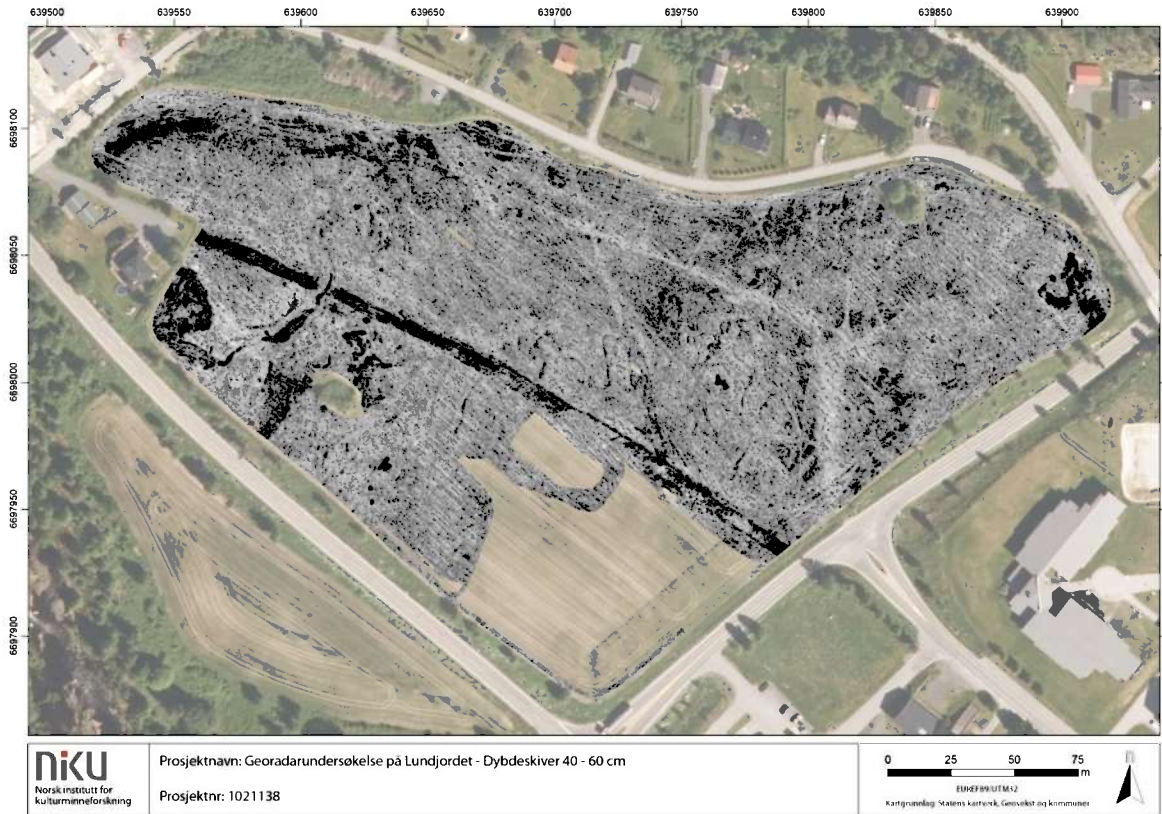 639500 639550 639600 639650 639700 639750 639800 639850 639900
6698100
6698050
6698000
6697950
6697900
niku
Norsk institutt for
kulturminneforskning
Prosjektnavn: Georadarundersøkelse på Lundjordet - Dybdeskiver 40 - 60 cm
Prosjektnr: 1021138
0 25 50 75
m
EUREF89/UTM32
Kartgrunnlag: Statens kartverk, Geovekst og kommuner
n